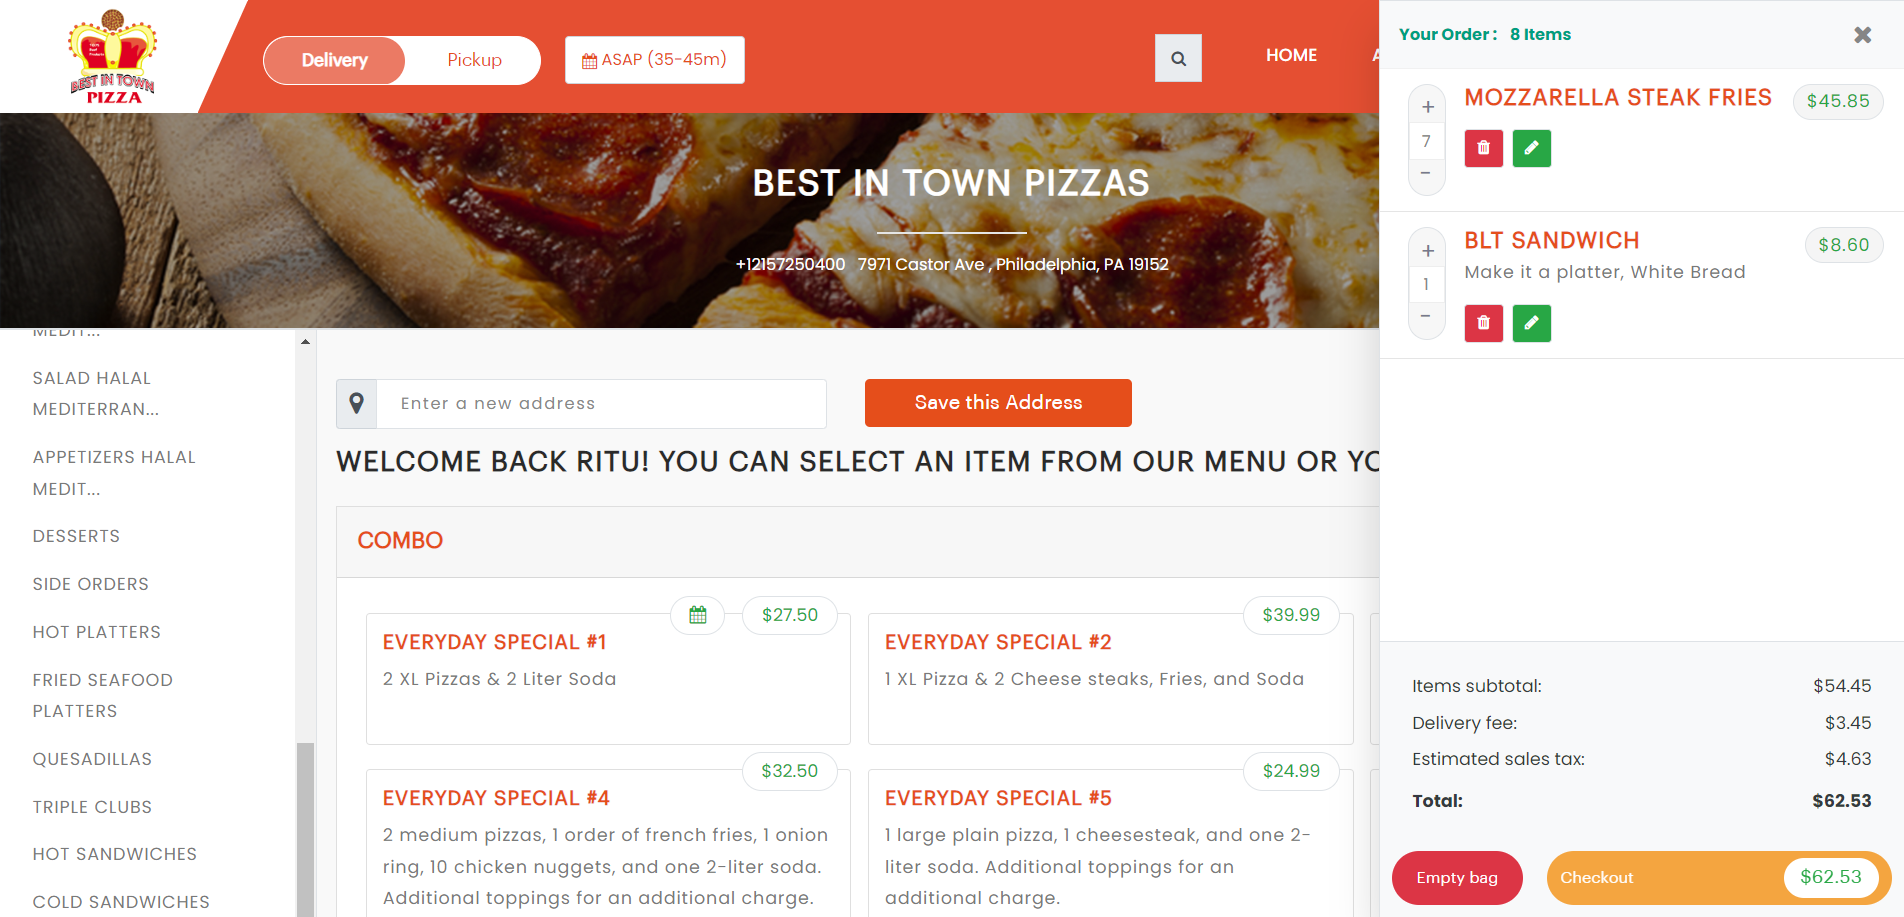 BEST IN TOWN
PIZZA
Delivery
Pickup
ASAP (35-45m)
HOME
BEST IN TOWN PIZZAS
+12157250400 7971 Castor Ave , Philadelphia, PA 19152
MEDIT...
SALAD HALAL
MEDITERRAN...
APPETIZERS HALAL
MEDIT...
DESSERTS
SIDE ORDERS
HOT PLATTERS
FRIED SEAFOOD
PLATTERS
QUESADILLAS
TRIPLE CLUBS
HOT SANDWICHES
COLD SANDWICHES
Enter a new address
Save this Address
WELCOME BACK RITU! YOU CAN SELECT AN ITEM FROM OUR MENU OR YO
COMBO
$27.50
EVERYDAY SPECIAL #1
2 XL Pizzas & 2 Liter Soda
$39.99
EVERYDAY SPECIAL #2
1 XL Pizza & 2 Cheese steaks, Fries, and Soda
$32.50
EVERYDAY SPECIAL #4
2 medium pizzas, 1 order of french fries, 1 onion
ring, 10 chicken nuggets, and one 2-liter soda.
Additional toppings for an additional charge.
$24.99
EVERYDAY SPECIAL #5
1 large plain pizza, 1 cheesesteak, and one 2-
liter soda. Additional toppings for an
additional charge.
Your Order : 8 Items
+
7
−
MOZZARELLA STEAK FRIES
$45.85
+
1
−
BLT SANDWICH
$8.60
Make it a platter, White Bread
Items subtotal: $54.45
Delivery fee: $3.45
Estimated sales tax: $4.63
Total: $62.53
Empty bag
Checkout $62.53